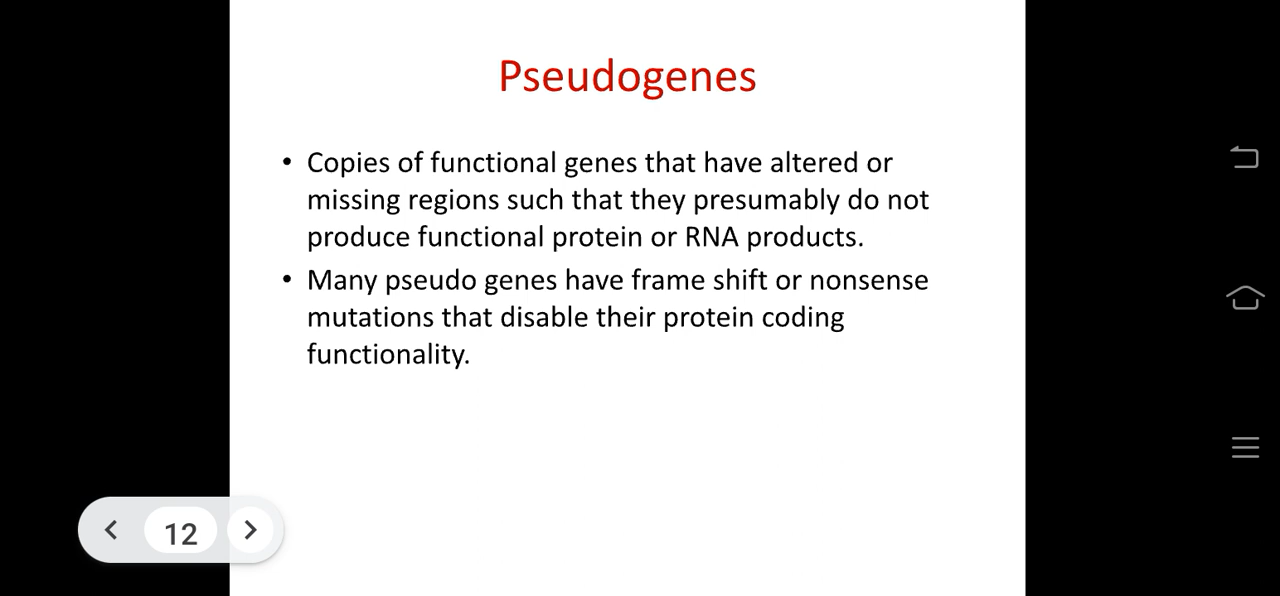 Pseudogenes
• Copies of functional genes that have altered or
missing regions such that they presumably do not
produce functional protein or RNA products.
• Many pseudo genes have frame shift or nonsense
mutations that disable their protein coding
functionality.
12